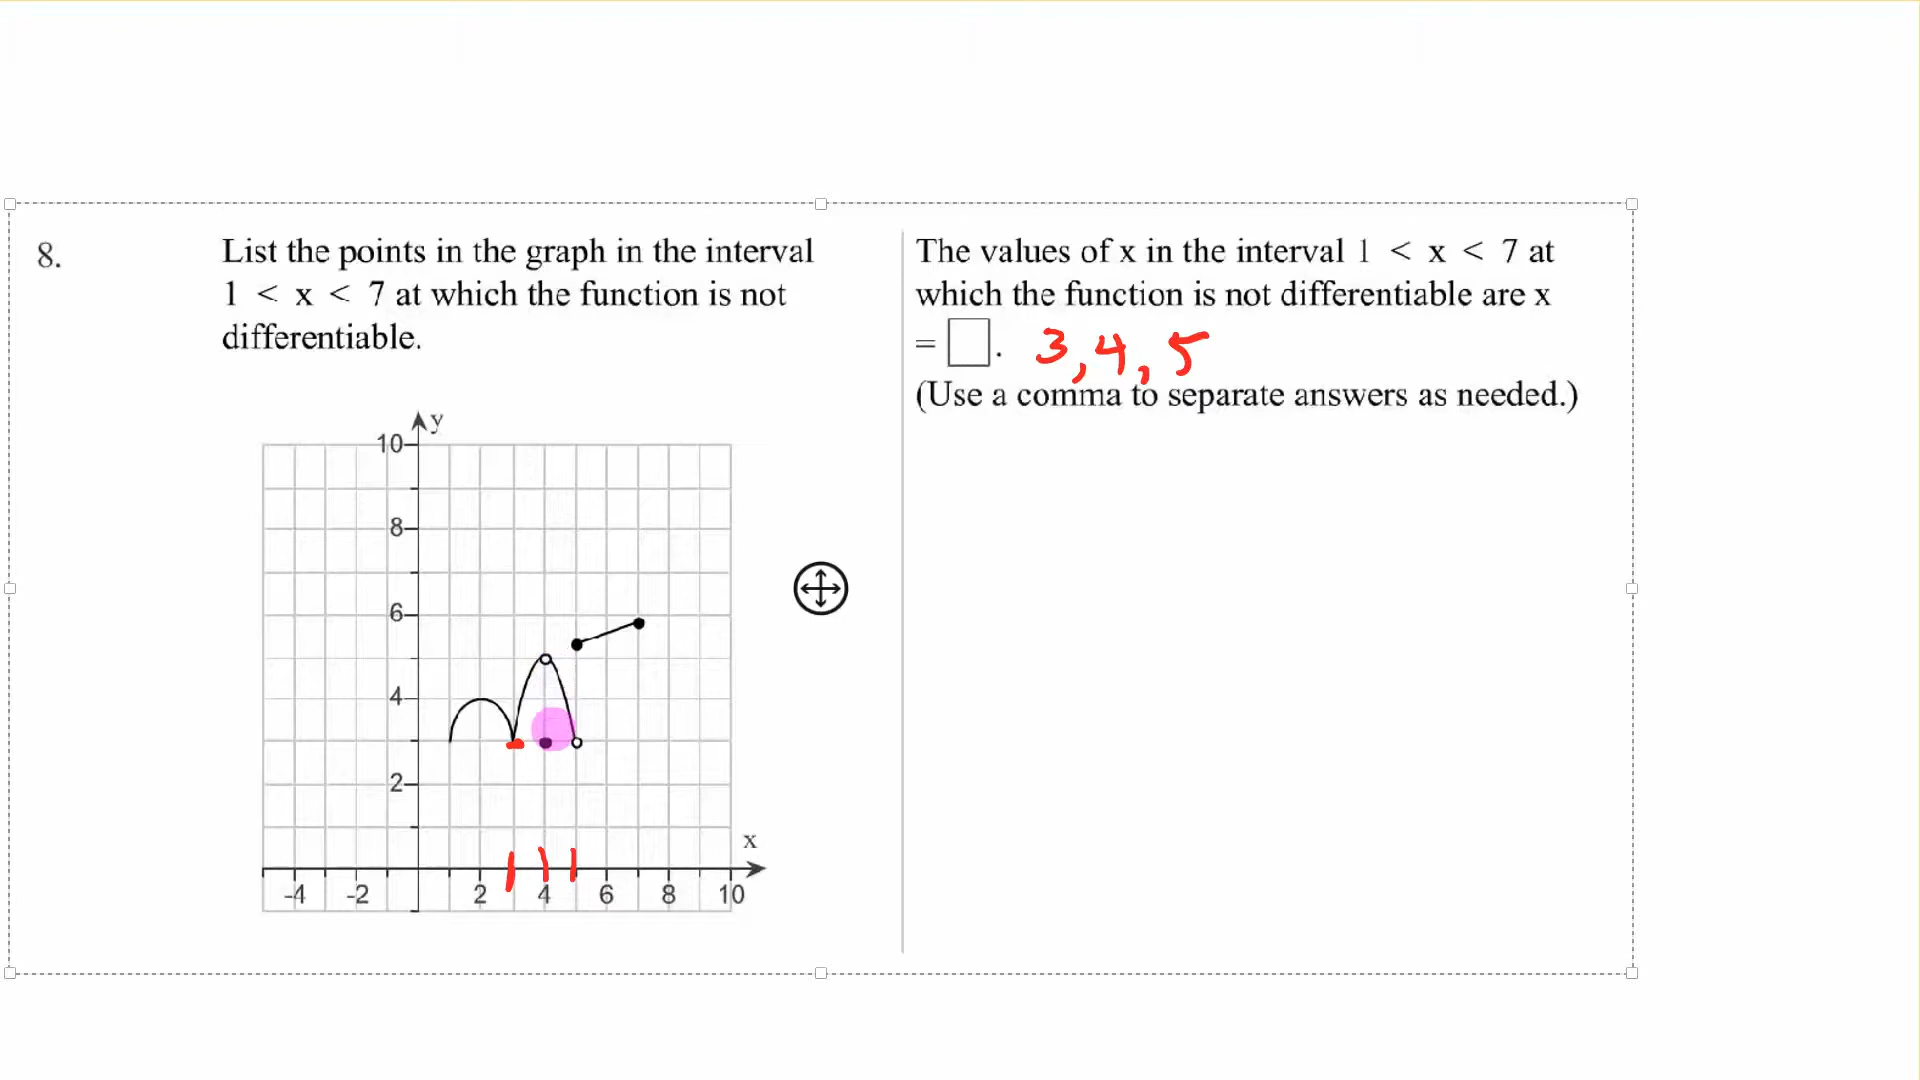 8.
List the points in the graph in the interval
1 < x < 7 at which the function is not
differentiable.
The values of x in the interval 1 < x < 7 at
which the function is not differentiable are x
= . 3, 4, 5
(Use a comma to separate answers as needed.)
y
10
8
6
4
2
x
-4 -2 2 4 6 8 10